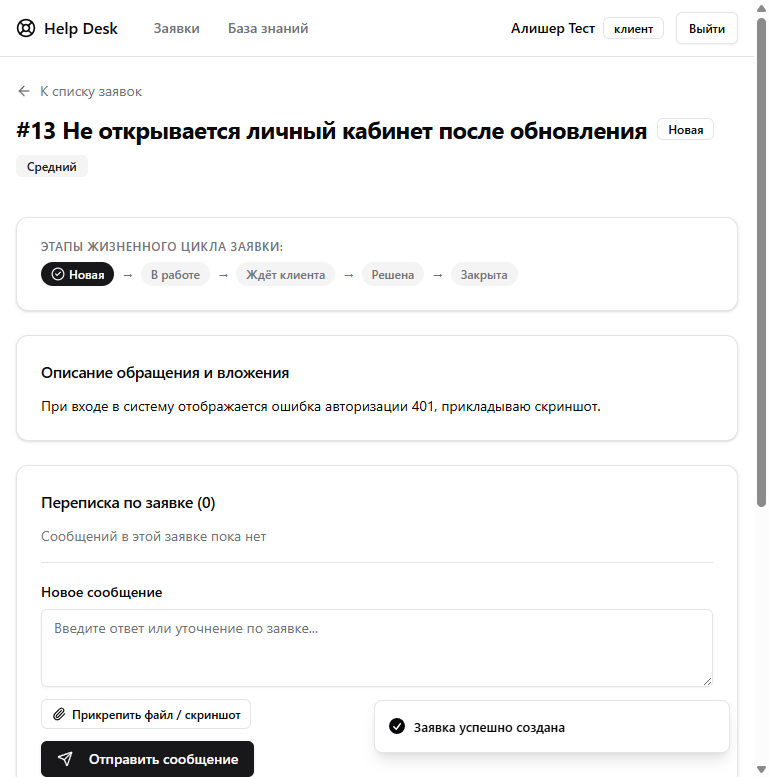 Help Desk Заявки База знаний Алишер Тест клиент Выйти
← К списку заявок
#13 Не открывается личный кабинет после обновления Новая
Средний
ЭТАПЫ ЖИЗНЕННОГО ЦИКЛА ЗАЯВКИ:
Новая → В работе → Ждёт клиента → Решена → Закрыта
Описание обращения и вложения
При входе в систему отображается ошибка авторизации 401, прикладываю скриншот.
Переписка по заявке (0)
Сообщений в этой заявке пока нет
Новое сообщение
Введите ответ или уточнение по заявке...
Прикрепить файл / скриншот
Заявка успешно создана
Отправить сообщение